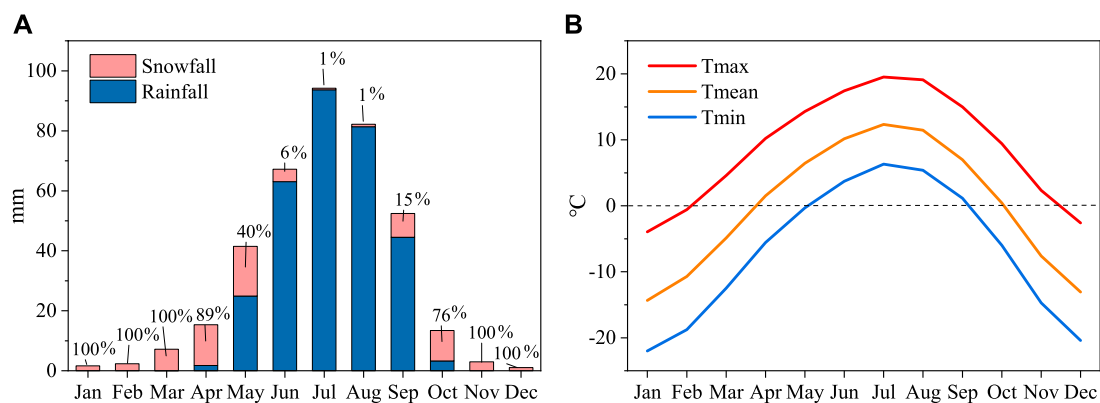 A
Snowfall
Rainfall
mm
100
80
60
40
20
0
100%
100%
100%
89%
40%
6%
1%
1%
15%
76%
100%
100%
Jan Feb Mar Apr May Jun Jul Aug Sep Oct Nov Dec
B
Tmax
Tmean
Tmin
°C
20
10
0
-10
-20
Jan Feb Mar Apr May Jun Jul Aug Sep Oct Nov Dec